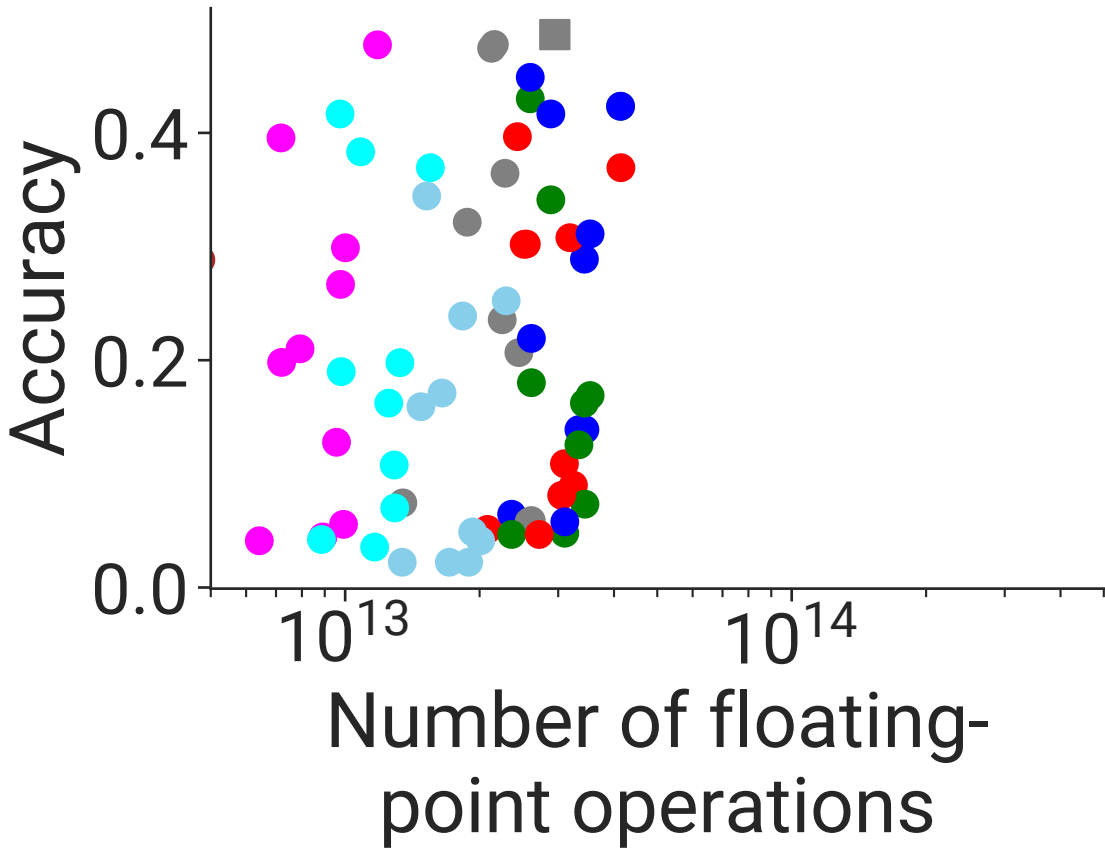 Accuracy
0.4
0.2
0.0
10^13 10^14
Number of floating-
point operations